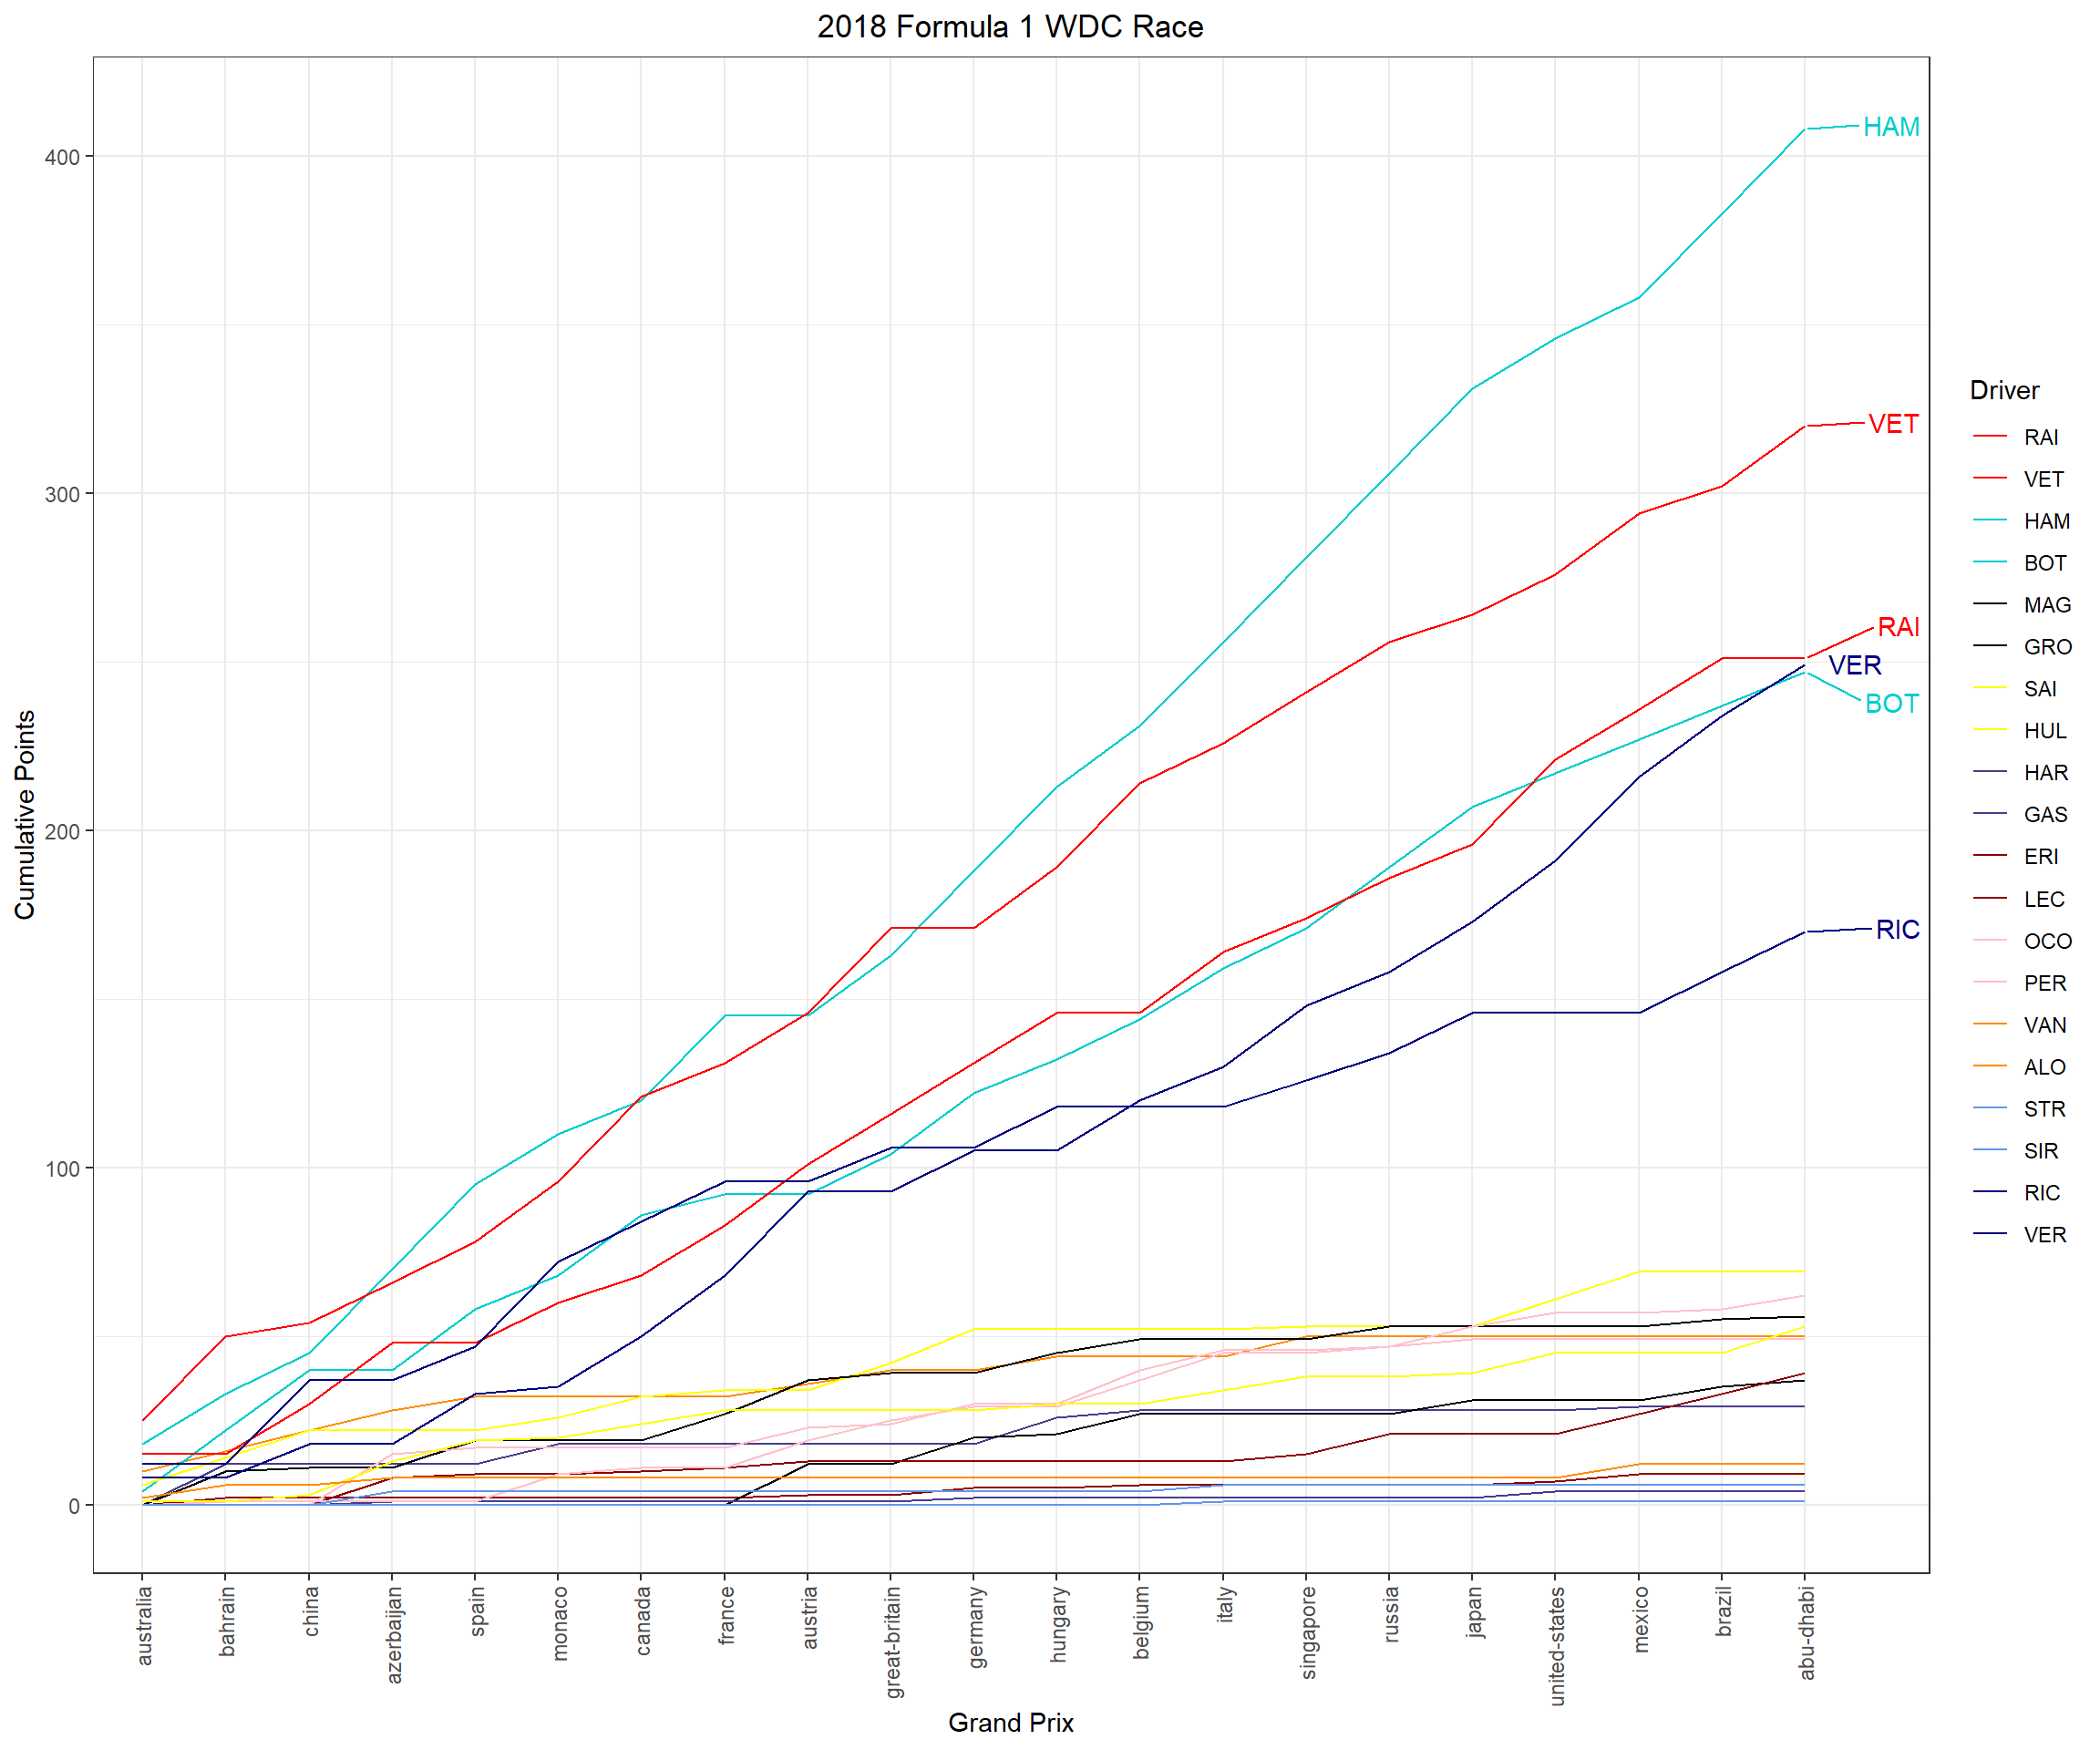 2018 Formula 1 WDC Race
Cumulative Points
400
300
200
100
0
HAM
VET
RAI
VER
BOT
RIC
australia
bahrain
china
azerbaijan
spain
monaco
canada
france
austria
great-britain
germany
hungary
belgium
italy
singapore
russia
japan
united-states
mexico
brazil
abu-dhabi
Grand Prix
Driver
RAI
VET
HAM
BOT
MAG
GRO
SAI
HUL
HAR
GAS
ERI
LEC
OCO
PER
VAN
ALO
STR
SIR
RIC
VER